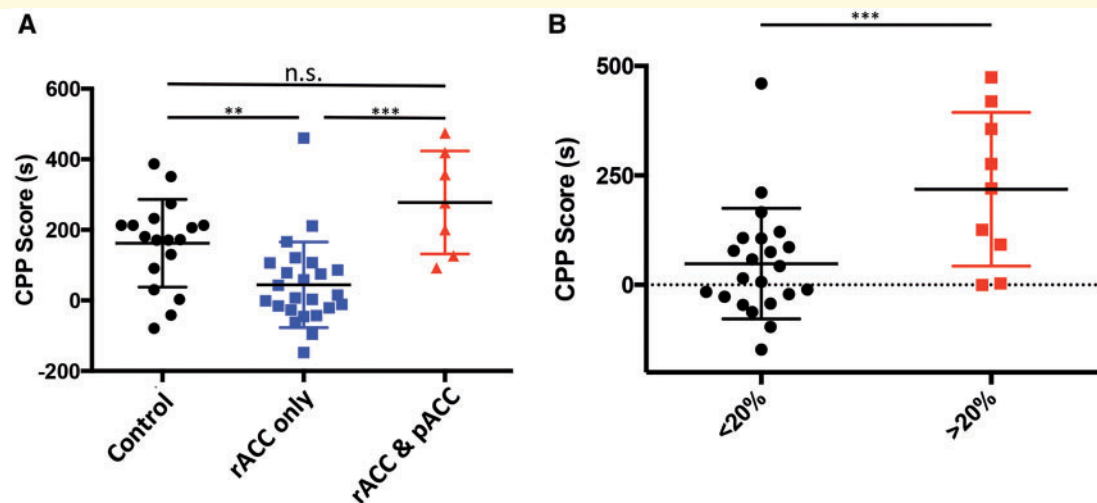 A
n.s.
** ***
CPP Score (s)
600
400
200
0
-200
Control
rACC only
rACC & pACC
B
***
CPP Score (s)
500
250
0
<20%
>20%